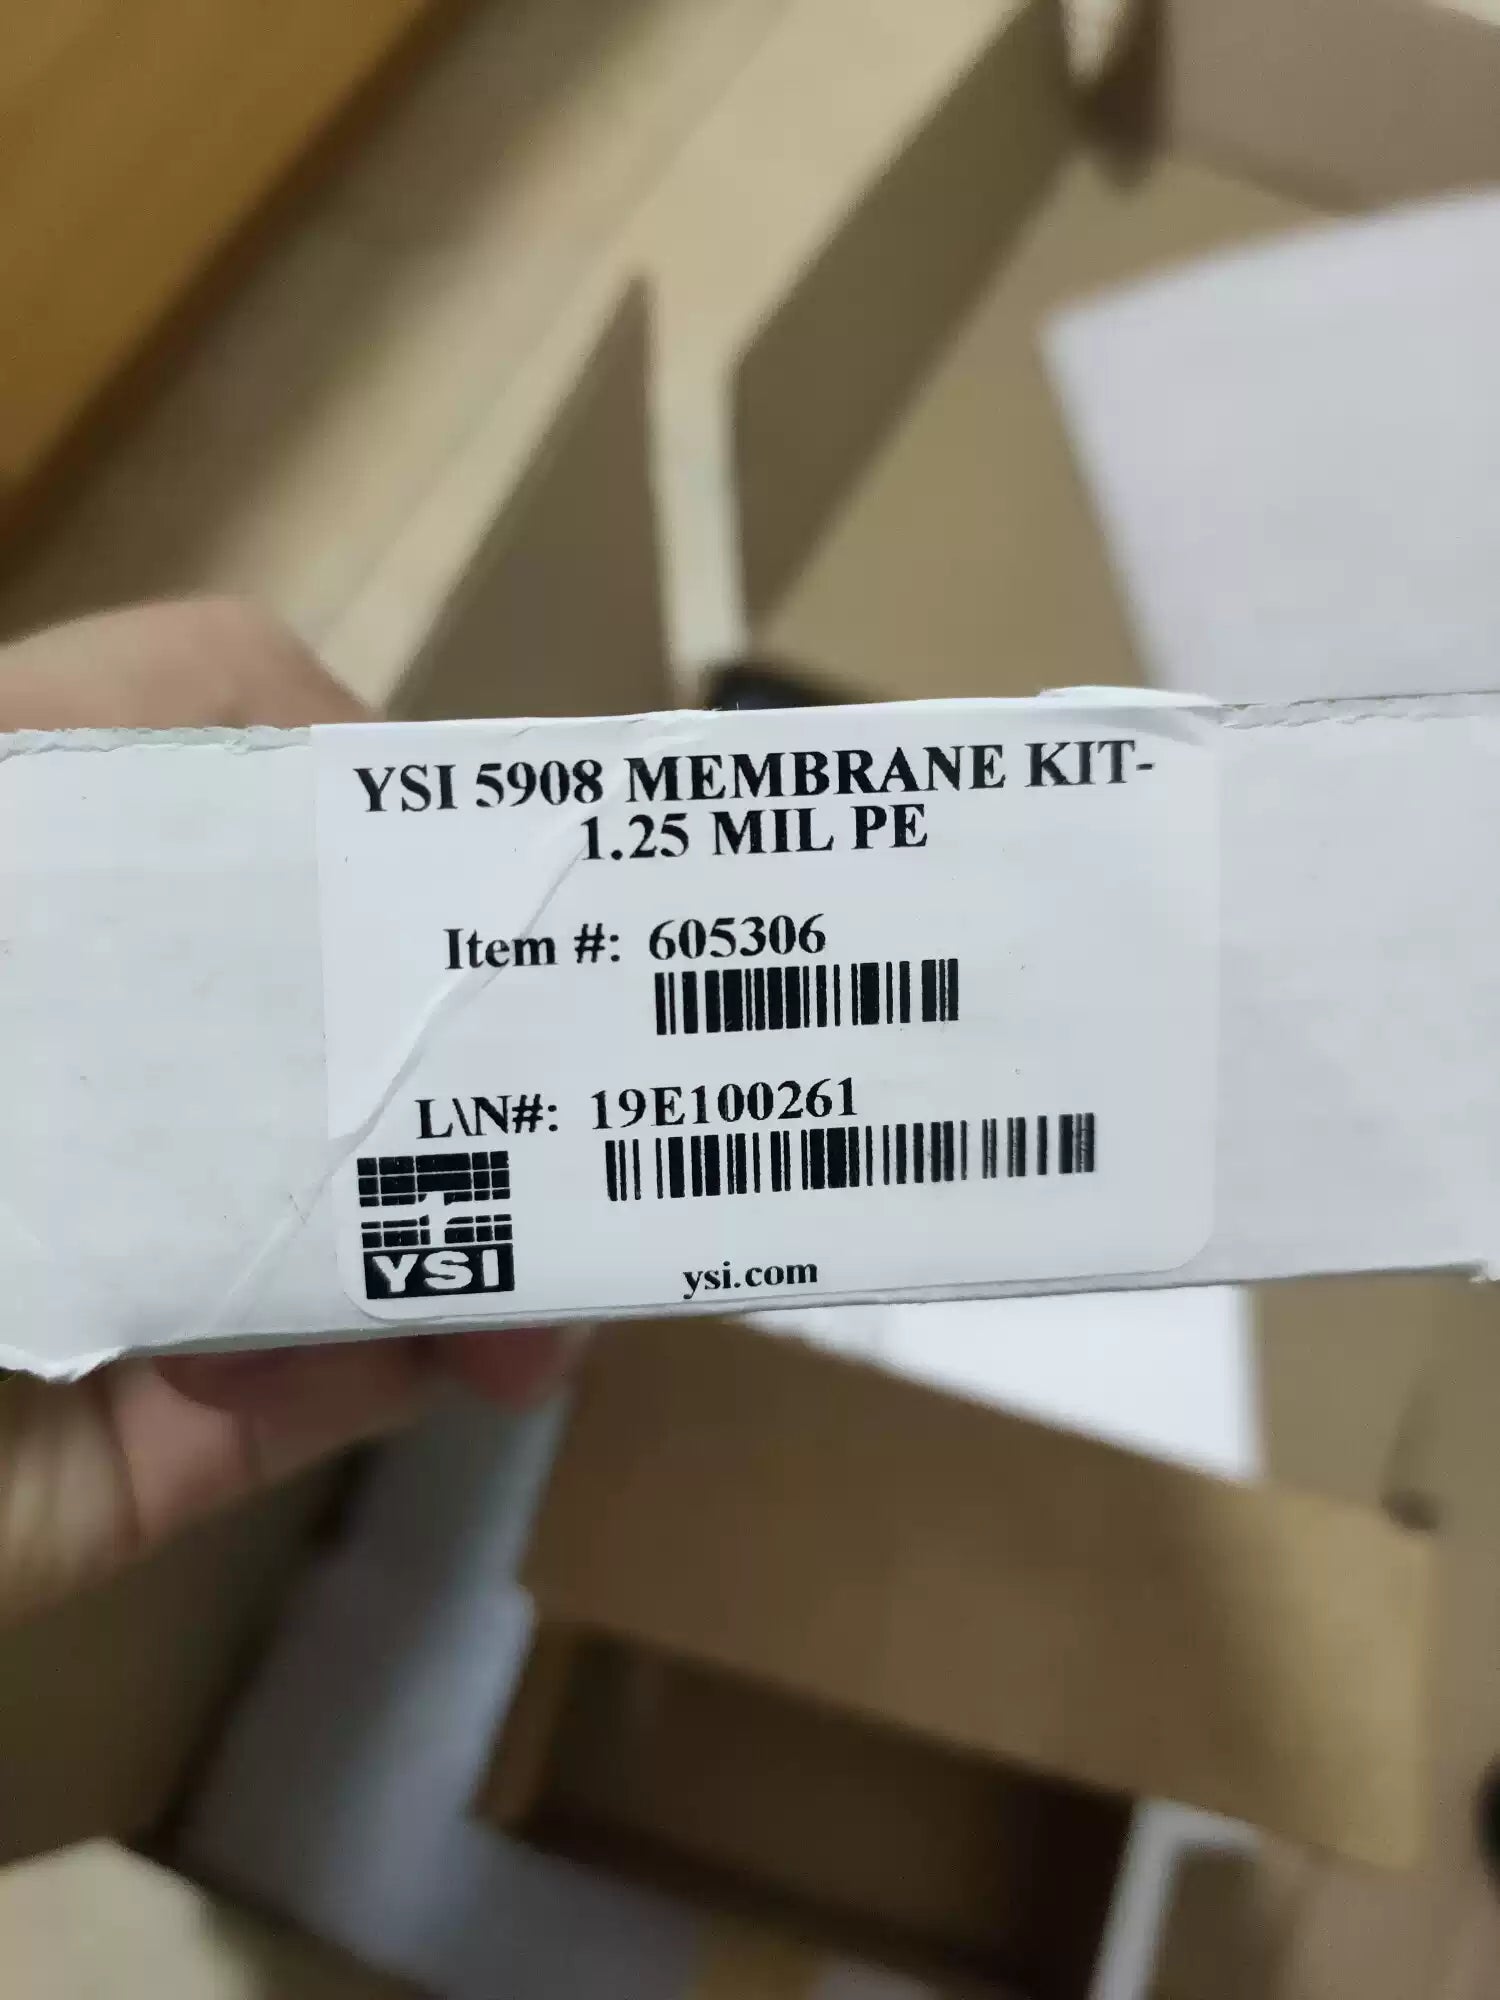 YSI 5908 MEMBRANE KIT-
1.25 MIL PE
Item #: 605306
L\N#: 19E100261
YSI
ysi.com